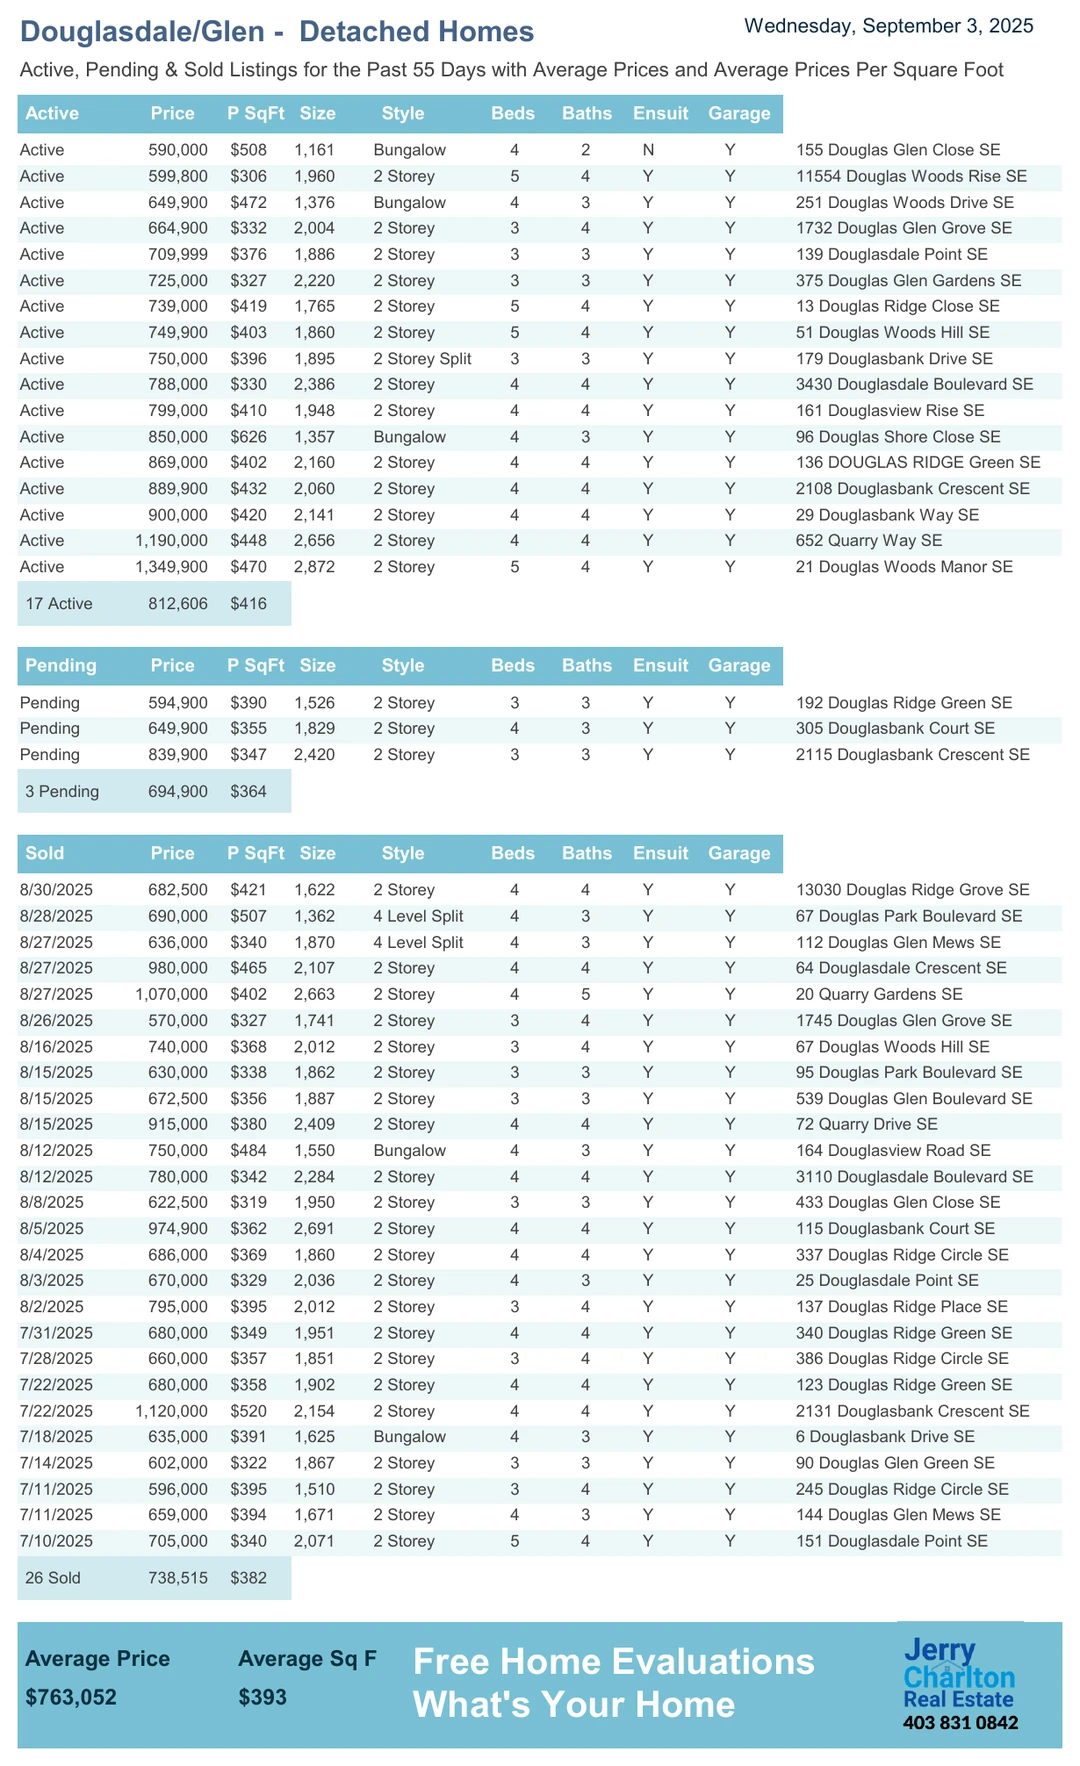 Douglasdale/Glen - Detached Homes
Wednesday, September 3, 2025
Active, Pending & Sold Listings for the Past 55 Days with Average Prices and Average Prices Per Square Foot
Active Price P SqFt Size Style Beds Baths Ensuit Garage
Active 590,000 $508 1,161 Bungalow 4 2 N Y 155 Douglas Glen Close SE
Active 599,800 $306 1,960 2 Storey 5 4 Y Y 11554 Douglas Woods Rise SE
Active 649,900 $472 1,376 Bungalow 4 3 Y Y 251 Douglas Woods Drive SE
Active 664,900 $332 2,004 2 Storey 3 4 Y Y 1732 Douglas Glen Grove SE
Active 709,999 $376 1,886 2 Storey 3 3 Y Y 139 Douglasdale Point SE
Active 725,000 $327 2,220 2 Storey 3 3 Y Y 375 Douglas Glen Gardens SE
Active 739,000 $419 1,765 2 Storey 5 4 Y Y 13 Douglas Ridge Close SE
Active 749,900 $403 1,860 2 Storey 5 4 Y Y 51 Douglas Woods Hill SE
Active 750,000 $396 1,895 2 Storey Split 3 3 Y Y 179 Douglasbank Drive SE
Active 788,000 $330 2,386 2 Storey 4 4 Y Y 3430 Douglasdale Boulevard SE
Active 799,000 $410 1,948 2 Storey 4 4 Y Y 161 Douglasview Rise SE
Active 850,000 $626 1,357 Bungalow 4 3 Y Y 96 Douglas Shore Close SE
Active 869,000 $402 2,160 2 Storey 4 4 Y Y 136 DOUGLAS RIDGE Green SE
Active 889,900 $432 2,060 2 Storey 4 4 Y Y 2108 Douglasbank Crescent SE
Active 900,000 $420 2,141 2 Storey 4 4 Y Y 29 Douglasbank Way SE
Active 1,190,000 $448 2,656 2 Storey 4 4 Y Y 652 Quarry Way SE
Active 1,349,900 $470 2,872 2 Storey 5 4 Y Y 21 Douglas Woods Manor SE
17 Active 812,606 $416
Pending Price P SqFt Size Style Beds Baths Ensuit Garage
Pending 594,900 $390 1,526 2 Storey 3 3 Y Y 192 Douglas Ridge Green SE
Pending 649,900 $355 1,829 2 Storey 4 3 Y Y 305 Douglasbank Court SE
Pending 839,900 $347 2,420 2 Storey 3 3 Y Y 2115 Douglasbank Crescent SE
3 Pending 694,900 $364
Sold Price P SqFt Size Style Beds Baths Ensuit Garage
8/30/2025 682,500 $421 1,622 2 Storey 4 4 Y Y 13030 Douglas Ridge Grove SE
8/28/2025 690,000 $507 1,362 4 Level Split 4 3 Y Y 67 Douglas Park Boulevard SE
8/27/2025 636,000 $340 1,870 4 Level Split 4 3 Y Y 112 Douglas Glen Mews SE
8/27/2025 980,000 $465 2,107 2 Storey 4 4 Y Y 64 Douglasdale Crescent SE
8/27/2025 1,070,000 $402 2,663 2 Storey 4 5 Y Y 20 Quarry Gardens SE
8/26/2025 570,000 $327 1,741 2 Storey 3 4 Y Y 1745 Douglas Glen Grove SE
8/16/2025 740,000 $368 2,012 2 Storey 3 4 Y Y 67 Douglas Woods Hill SE
8/15/2025 630,000 $338 1,862 2 Storey 3 3 Y Y 95 Douglas Park Boulevard SE
8/15/2025 672,500 $356 1,887 2 Storey 3 3 Y Y 539 Douglas Glen Boulevard SE
8/15/2025 915,000 $380 2,409 2 Storey 4 4 Y Y 72 Quarry Drive SE
8/12/2025 750,000 $484 1,550 Bungalow 4 3 Y Y 164 Douglasview Road SE
8/12/2025 780,000 $342 2,284 2 Storey 4 4 Y Y 3110 Douglasdale Boulevard SE
8/8/2025 622,500 $319 1,950 2 Storey 3 3 Y Y 433 Douglas Glen Close SE
8/5/2025 974,900 $362 2,691 2 Storey 4 4 Y Y 115 Douglasbank Court SE
8/4/2025 686,000 $369 1,860 2 Storey 4 4 Y Y 337 Douglas Ridge Circle SE
8/3/2025 670,000 $329 2,036 2 Storey 4 3 Y Y 25 Douglasdale Point SE
8/2/2025 795,000 $395 2,012 2 Storey 3 4 Y Y 137 Douglas Ridge Place SE
7/31/2025 680,000 $349 1,951 2 Storey 4 4 Y Y 340 Douglas Ridge Green SE
7/28/2025 660,000 $357 1,851 2 Storey 3 4 Y Y 386 Douglas Ridge Circle SE
7/22/2025 680,000 $358 1,902 2 Storey 4 4 Y Y 123 Douglas Ridge Green SE
7/22/2025 1,120,000 $520 2,154 2 Storey 4 4 Y Y 2131 Douglasbank Crescent SE
7/18/2025 635,000 $391 1,625 Bungalow 4 3 Y Y 6 Douglasbank Drive SE
7/14/2025 602,000 $322 1,867 2 Storey 3 3 Y Y 90 Douglas Glen Green SE
7/11/2025 596,000 $395 1,510 2 Storey 3 4 Y Y 245 Douglas Ridge Circle SE
7/11/2025 659,000 $394 1,671 2 Storey 4 3 Y Y 144 Douglas Glen Mews SE
7/10/2025 705,000 $340 2,071 2 Storey 5 4 Y Y 151 Douglasdale Point SE
26 Sold 738,515 $382
Average Price Average Sq F
$763,052 $393
Free Home Evaluations
What's Your Home
Jerry
Charlton
Real Estate
403 831 0842